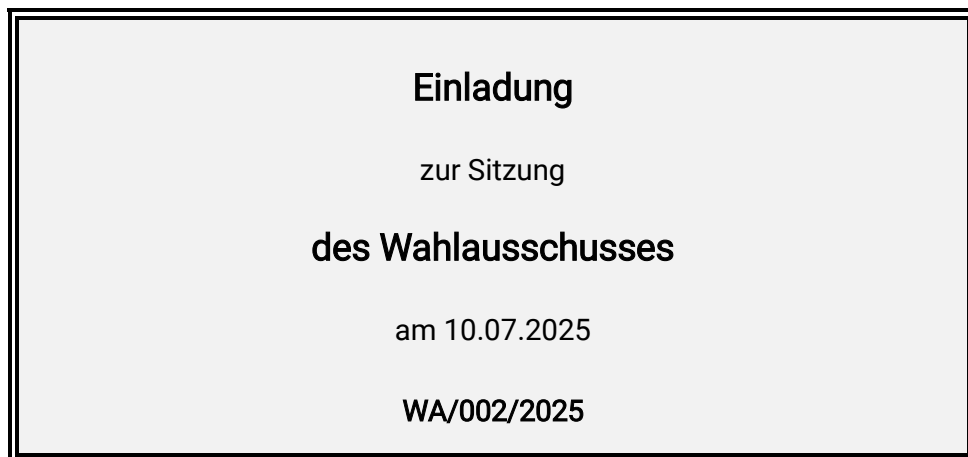 Einladung
zur Sitzung
des Wahlausschusses
am 10.07.2025
WA/002/2025